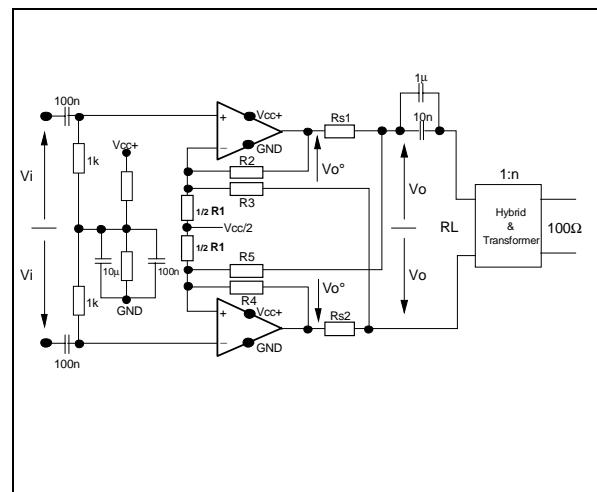 1µ
100n
Vcc+
Rs1
10n
+
GND
Vcc+
−
1k
R2
Vo°
R3
1:n
Vi
1/2 R1
Vo
Hybrid
&
Transformer
Vcc/2
RL
100Ω
Vi
1/2 R1
R5
Vo
10µ
100n
R4
Vo°
1k
GND
+
Vcc+
Rs2
−
GND
100n